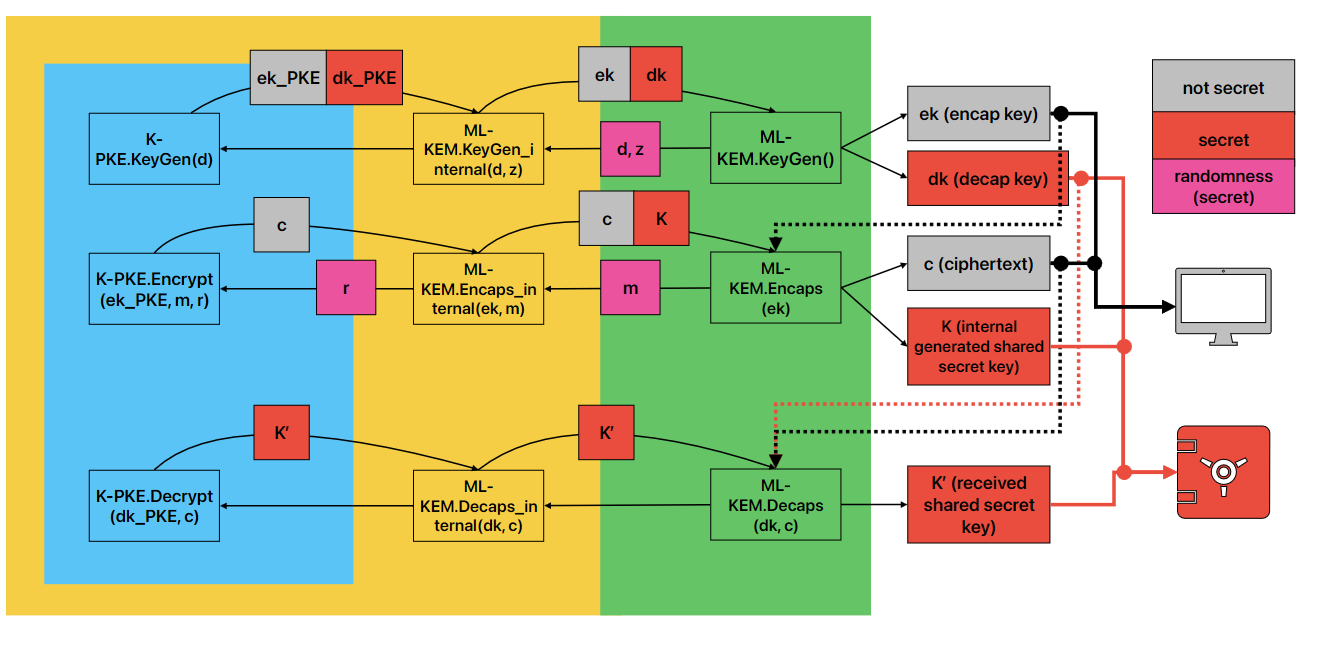 ek_PKE
dk_PKE
ek
dk
K-
PKE.KeyGen(d)
ML-
KEM.KeyGen_i
nternal(d, z)
d, z
ML-
KEM.KeyGen()
ek (encap key)
dk (decap key)
not secret
secret
randomness
(secret)
c
c
K
K-PKE.Encrypt
(ek_PKE, m, r)
r
ML-
KEM.Encaps_in
ternal(ek, m)
m
ML-
KEM.Encaps
(ek)
c (ciphertext)
K (internal
generated shared
secret key)
K’
K’
K-PKE.Decrypt
(dk_PKE, c)
ML-
KEM.Decaps_in
ternal(dk, c)
ML-
KEM.Decaps
(dk, c)
K’ (received
shared secret
key)